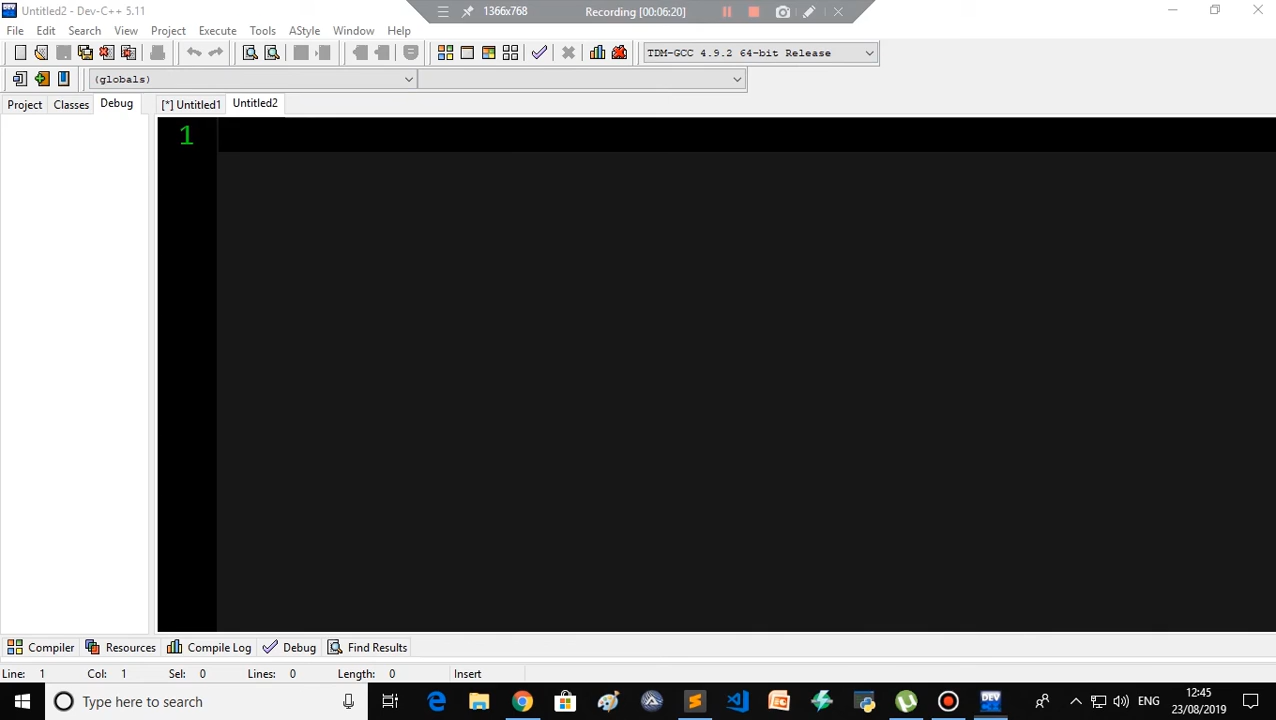 Untitled2 - Dev-C++ 5.11
1366x768
Recording [00:06:20]
File Edit Search View Project Execute Tools AStyle Window Help
TDM-GCC 4.9.2 64-bit Release
(globals)
Project Classes Debug [*] Untitled1 Untitled2
1
Compiler Resources Compile Log Debug Find Results
Line: 1 Col: 1 Sel: 0 Lines: 0 Length: 0 Insert
Type here to search
ENG
12:45
23/08/2019